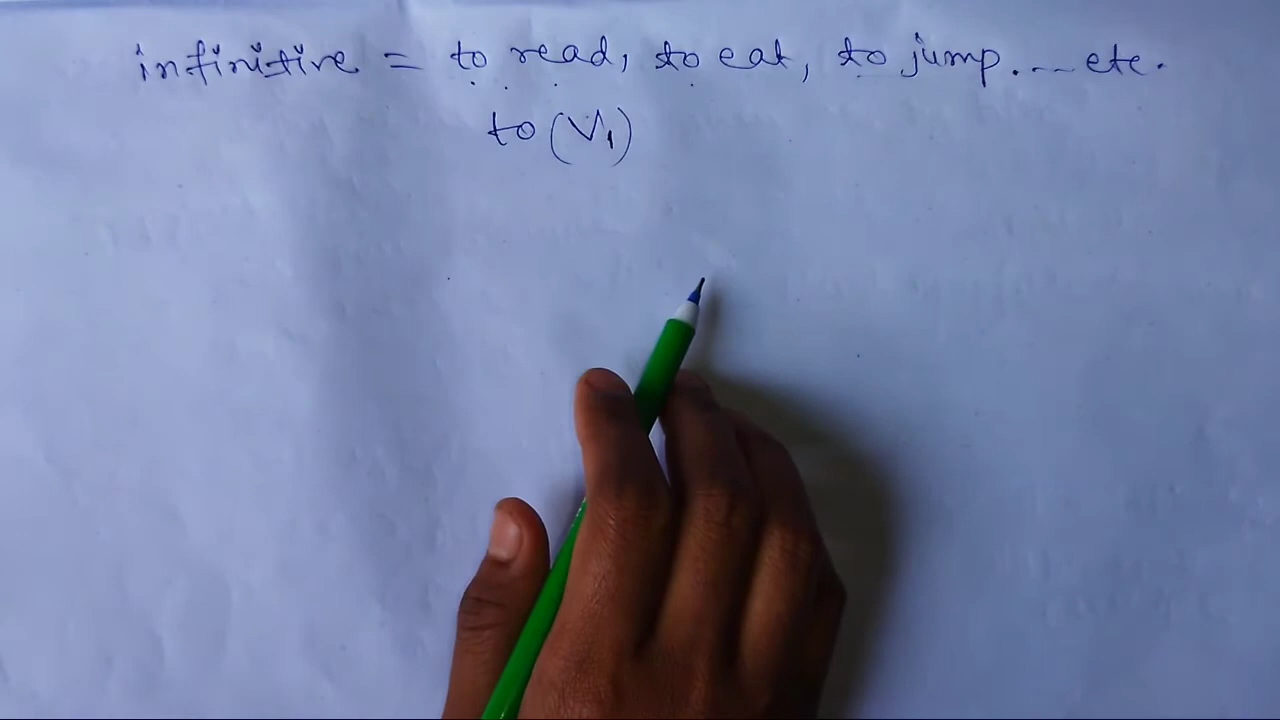 infinitive = to read, to eat, to jump.... etc.
to (V₁)